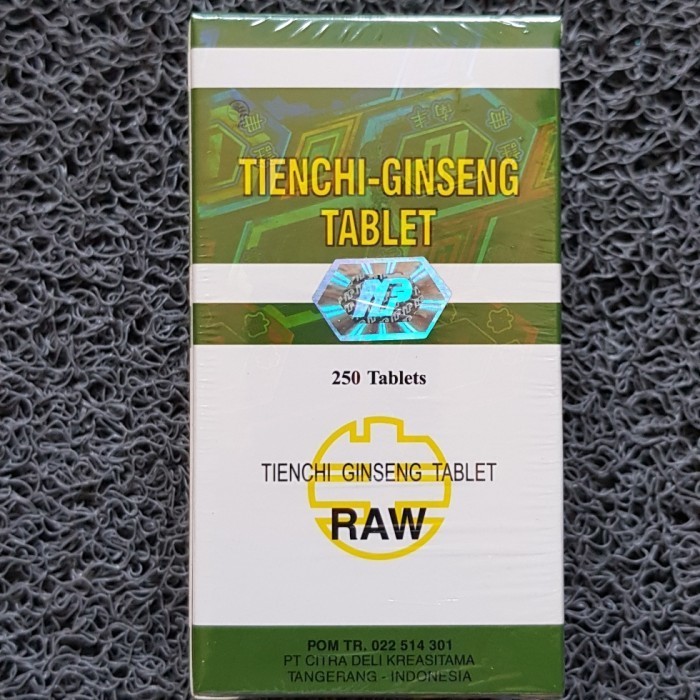 TIENCHI-GINSENG
TABLET
250 Tablets
TIENCHI GINSENG TABLET
RAW
POM TR. 022 514 301
PT CITRA DELI KREASITAMA
TANGERANG - INDONESIA